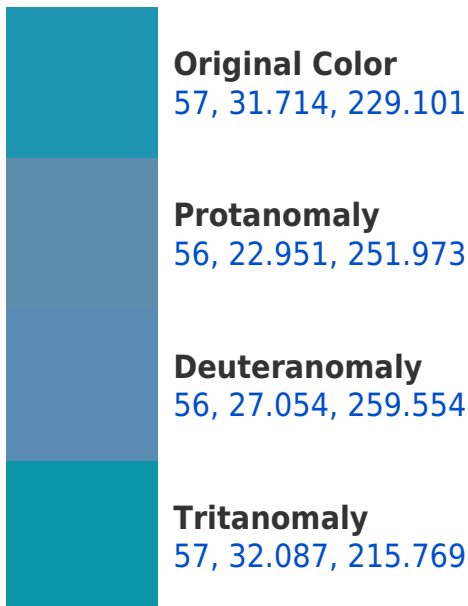 Original Color
57, 31.714, 229.101
Protanomaly
56, 22.951, 251.973
Deuteranomaly
56, 27.054, 259.554
Tritanomaly
57, 32.087, 215.769